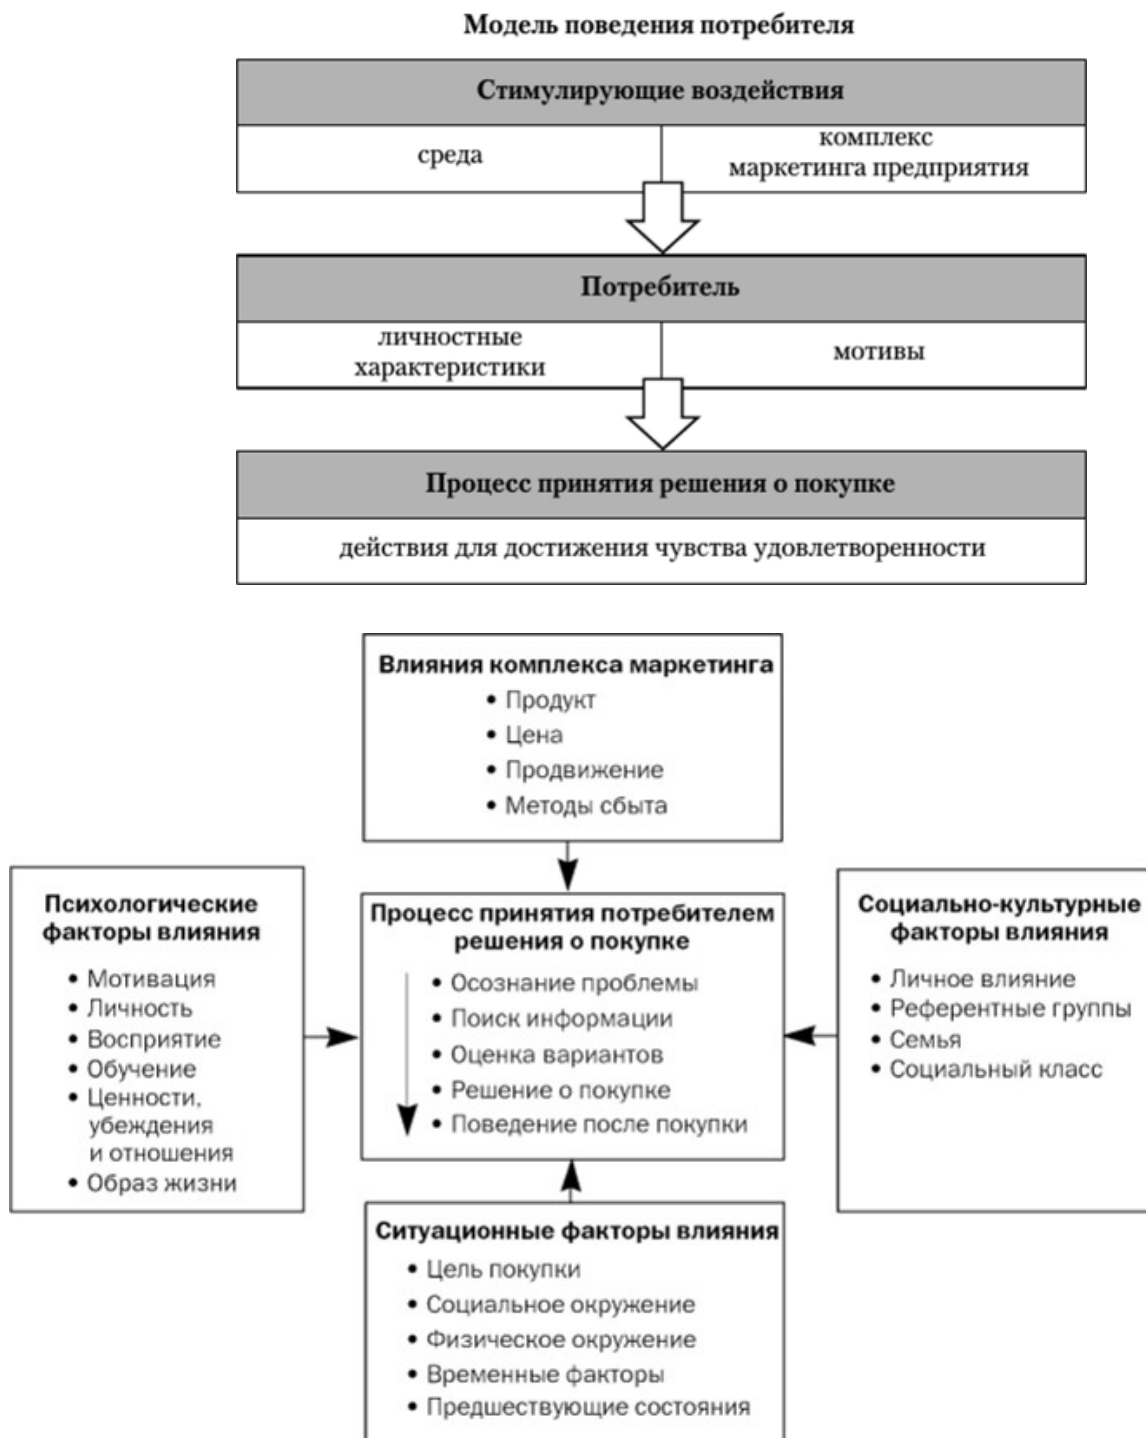 Модель поведения потребителя
Стимулирующие воздействия
среда
комплекс
маркетинга предприятия
Потребитель
личностные
характеристики
мотивы
Процесс принятия решения о покупке
действия для достижения чувства удовлетворенности
Влияния комплекса маркетинга
• Продукт
• Цена
• Продвижение
• Методы сбыта
Психологические
факторы влияния
• Мотивация
• Личность
• Восприятие
• Обучение
• Ценности,
убеждения
и отношения
• Образ жизни
Процесс принятия потребителем
решения о покупке
• Осознание проблемы
• Поиск информации
• Оценка вариантов
• Решение о покупке
• Поведение после покупки
Социально-культурные
факторы влияния
• Личное влияние
• Референтные группы
• Семья
• Социальный класс
Ситуационные факторы влияния
• Цель покупки
• Социальное окружение
• Физическое окружение
• Временные факторы
• Предшествующие состояния